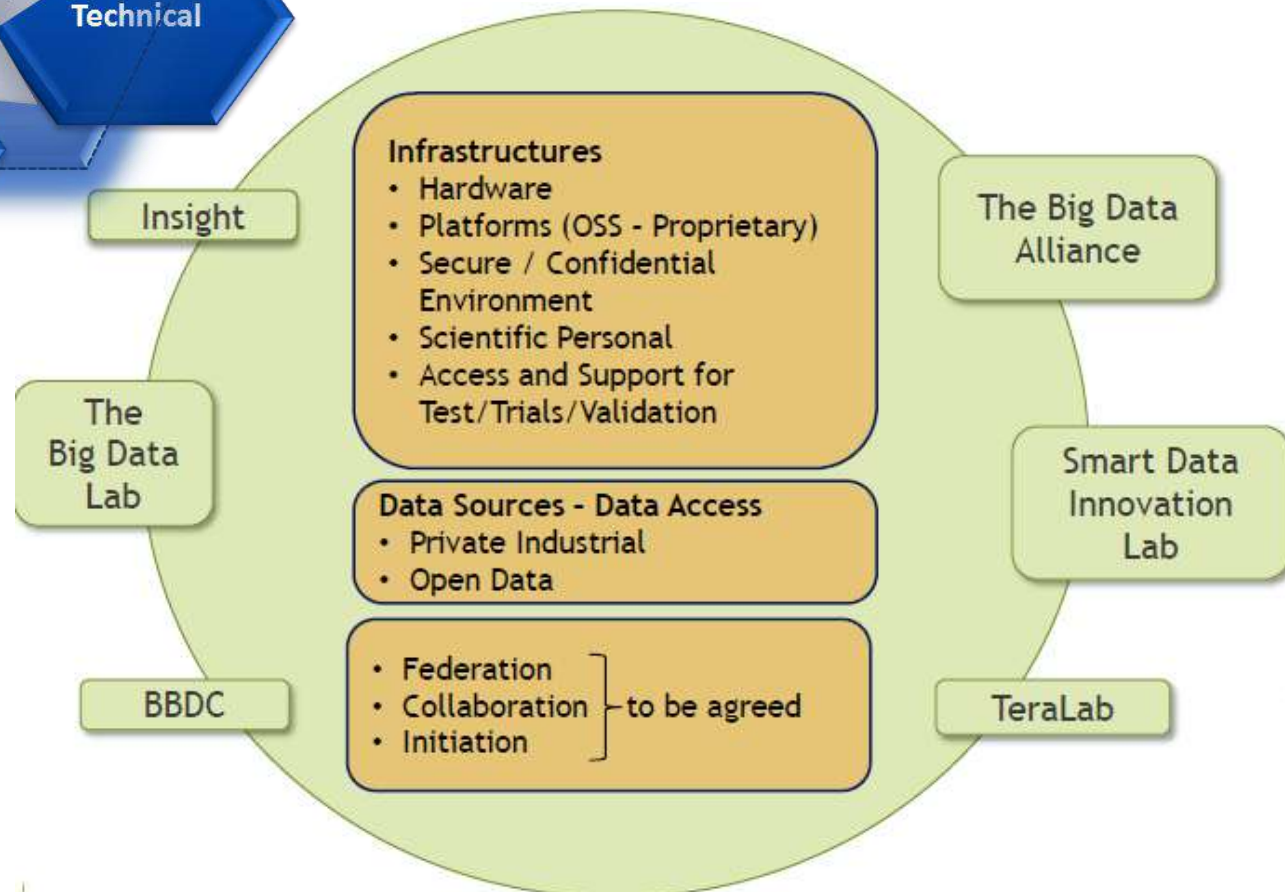 Technical
Insight
The
Big Data
Lab
BBDC
Infrastructures
• Hardware
• Platforms (OSS - Proprietary)
• Secure / Confidential
Environment
• Scientific Personal
• Access and Support for
Test/Trials/Validation
Data Sources - Data Access
• Private Industrial
• Open Data
• Federation
• Collaboration
• Initiation
to be agreed
The Big Data
Alliance
Smart Data
Innovation
Lab
TeraLab